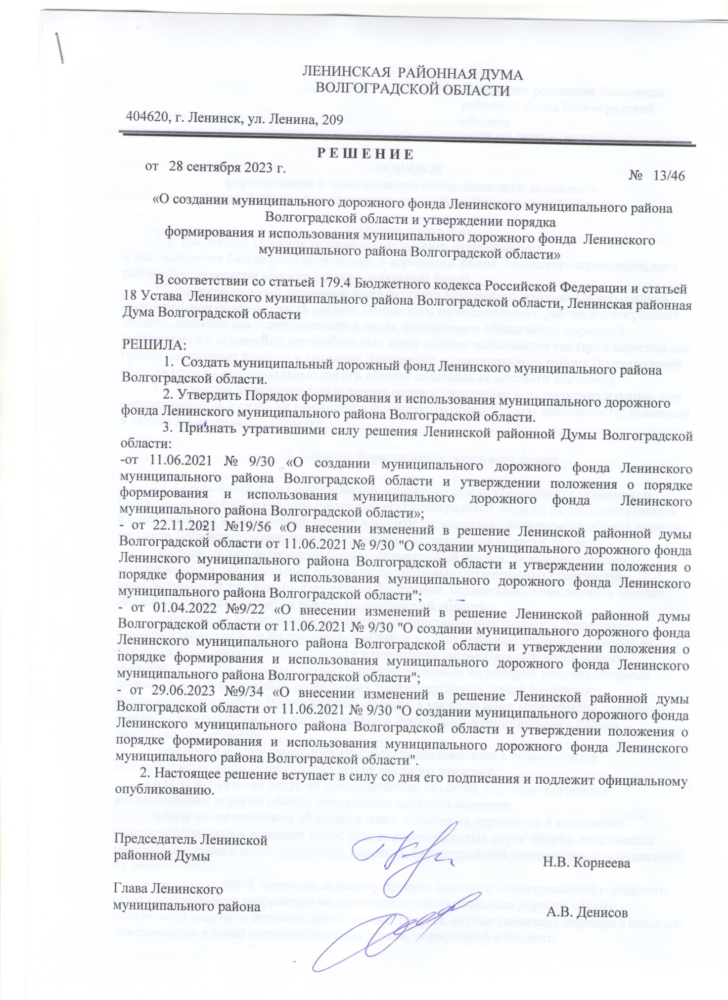 ЛЕНИНСКАЯ РАЙОННАЯ ДУМА
ВОЛГОГРАДСКОЙ ОБЛАСТИ
404620, г. Ленинск, ул. Ленина, 209
Р Е Ш Е Н И Е
от 28 сентября 2023 г. № 13/46
«О создании муниципального дорожного фонда Ленинского муниципального района
Волгоградской области и утверждении порядка
формирования и использования муниципального дорожного фонда Ленинского
муниципального района Волгоградской области»
В соответствии со статьей 179.4 Бюджетного кодекса Российской Федерации и статьей
18 Устава Ленинского муниципального района Волгоградской области, Ленинская районная
Дума Волгоградской области
РЕШИЛА:
1. Создать муниципальный дорожный фонд Ленинского муниципального района
Волгоградской области.
2. Утвердить Порядок формирования и использования муниципального дорожного
фонда Ленинского муниципального района Волгоградской области.
3. Признать утратившими силу решения Ленинской районной Думы Волгоградской
области:
-от 11.06.2021 № 9/30 «О создании муниципального дорожного фонда Ленинского
муниципального района Волгоградской области и утверждении положения о порядке
формирования и использования муниципального дорожного фонда Ленинского
муниципального района Волгоградской области»;
- от 22.11.2021 №19/56 «О внесении изменений в решение Ленинской районной думы
Волгоградской области от 11.06.2021 № 9/30 "О создании муниципального дорожного фонда
Ленинского муниципального района Волгоградской области и утверждении положения о
порядке формирования и использования муниципального дорожного фонда Ленинского
муниципального района Волгоградской области";
- от 01.04.2022 №9/22 «О внесении изменений в решение Ленинской районной думы
Волгоградской области от 11.06.2021 № 9/30 "О создании муниципального дорожного фонда
Ленинского муниципального района Волгоградской области и утверждении положения о
порядке формирования и использования муниципального дорожного фонда Ленинского
муниципального района Волгоградской области";
- от 29.06.2023 №9/34 «О внесении изменений в решение Ленинской районной думы
Волгоградской области от 11.06.2021 № 9/30 "О создании муниципального дорожного фонда
Ленинского муниципального района Волгоградской области и утверждении положения о
порядке формирования и использования муниципального дорожного фонда Ленинского
муниципального района Волгоградской области".
2. Настоящее решение вступает в силу со дня его подписания и подлежит официальному
опубликованию.
Председатель Ленинской
районной Думы Н.В. Корнеева
Глава Ленинского
муниципального района А.В. Денисов